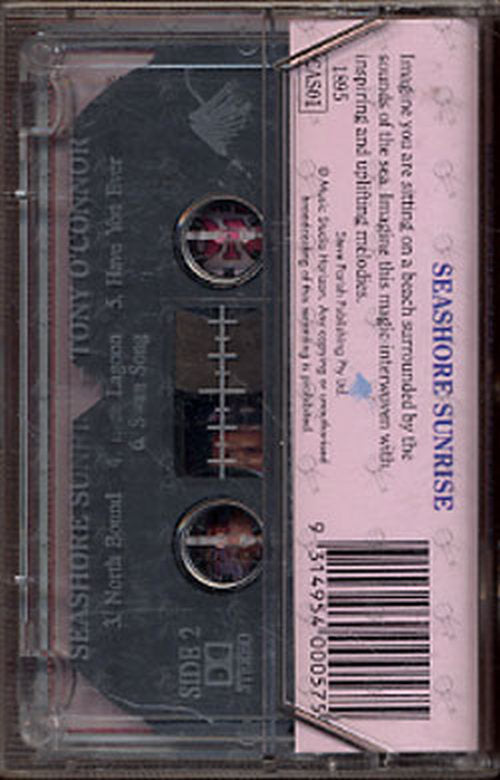 SEASHORE SUNRISE
Imagine you are sitting on a beach surrounded by the
sounds of the sea. Imagine this magic interwoven with
inspiring and uplifting melodies.
Steve Parish Publishing Pty Ltd.
1895
CAS01
© Music Studio Horizon. Any copying or unauthorised
broadcasting of this recording is prohibited.
9 314954 000575
SEASHORE SUNRISE TONY O'CONNOR
3. North Bound Lagoon 5. Have You Ever
6. Song
SIDE 2
STEREO